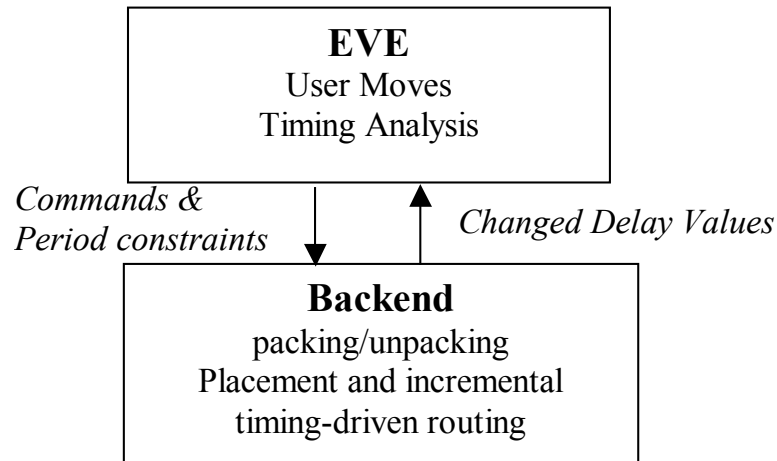 EVE
User Moves
Timing Analysis
Commands &
Period constraints
Changed Delay Values
Backend
packing/unpacking
Placement and incremental
timing-driven routing